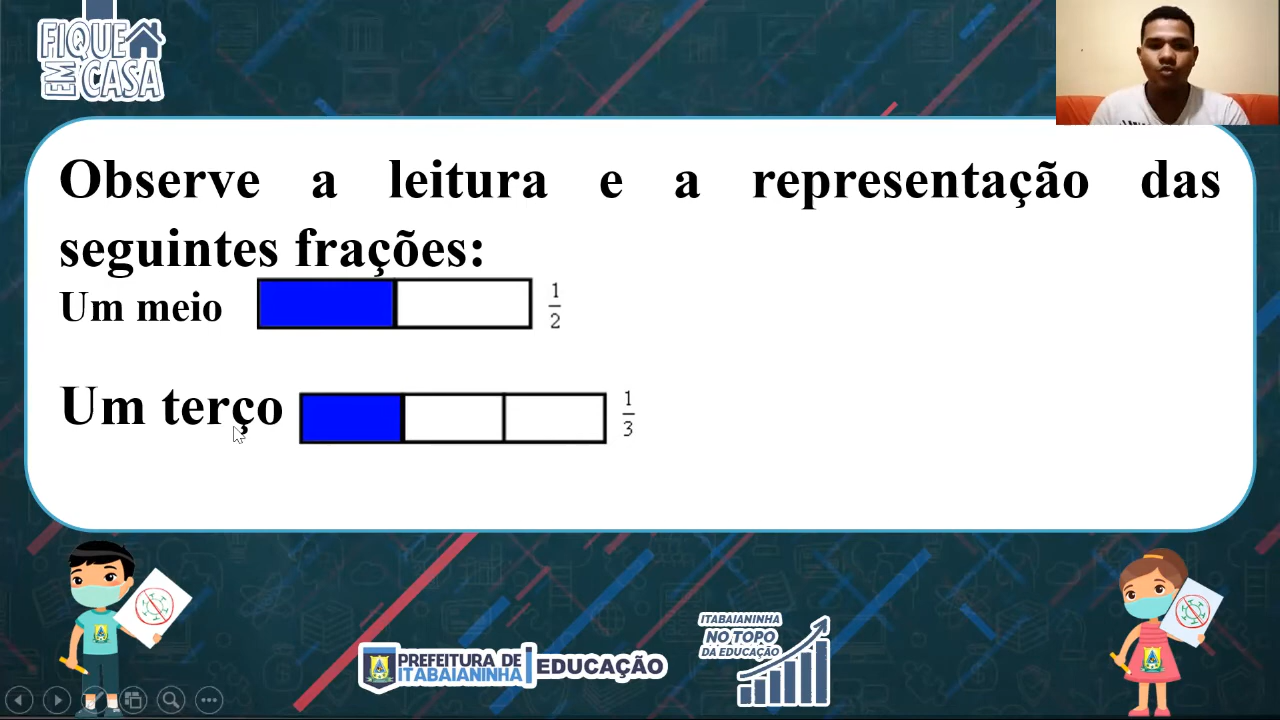 FIQUE
EM CASA
Observe a leitura e a representação das
seguintes frações:
Um meio 1/2
Um terço 1/3
ITABAIANINHA
NO TOPO
DA EDUCAÇÃO
PREFEITURA DE
ITABAIANINHA
EDUCAÇÃO